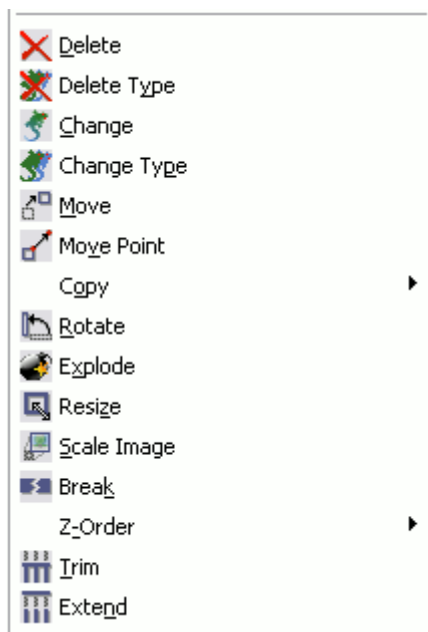 Delete
Delete Type
Change
Change Type
Move
Move Point
Copy
Rotate
Explode
Resize
Scale Image
Break
Z-Order
Trim
Extend